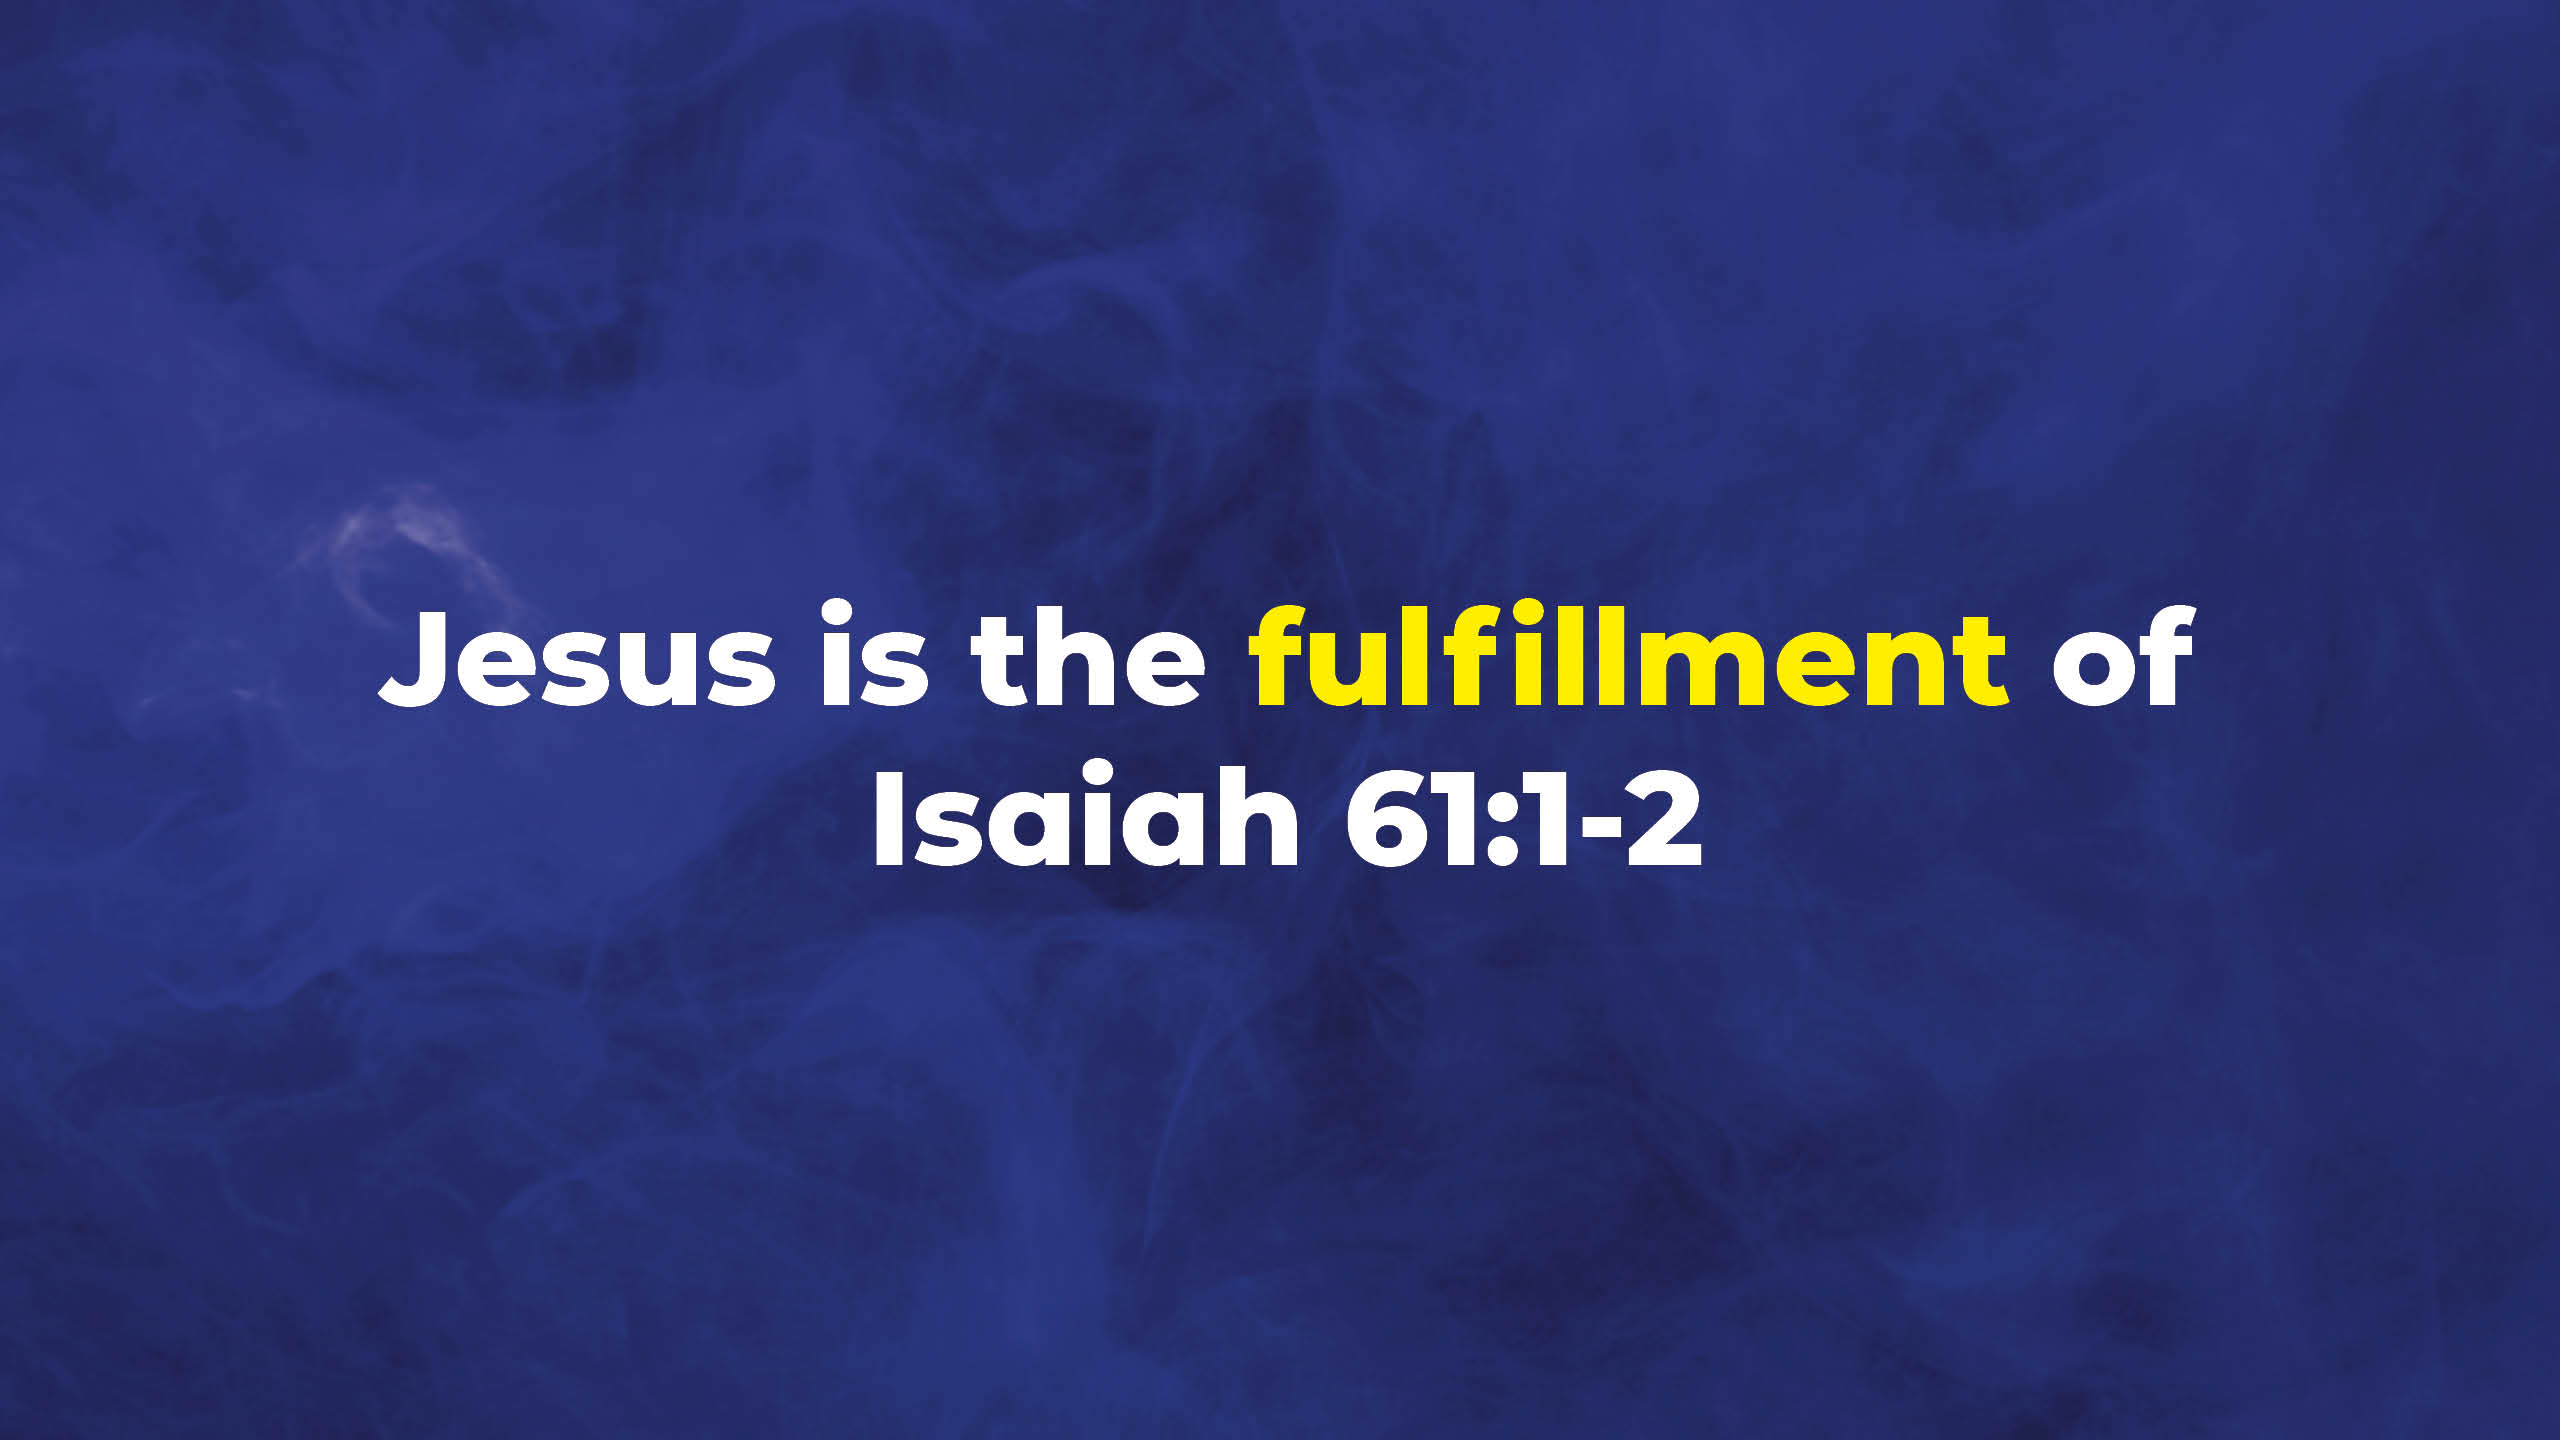 Jesus is the fulfillment of
Isaiah 61:1-2